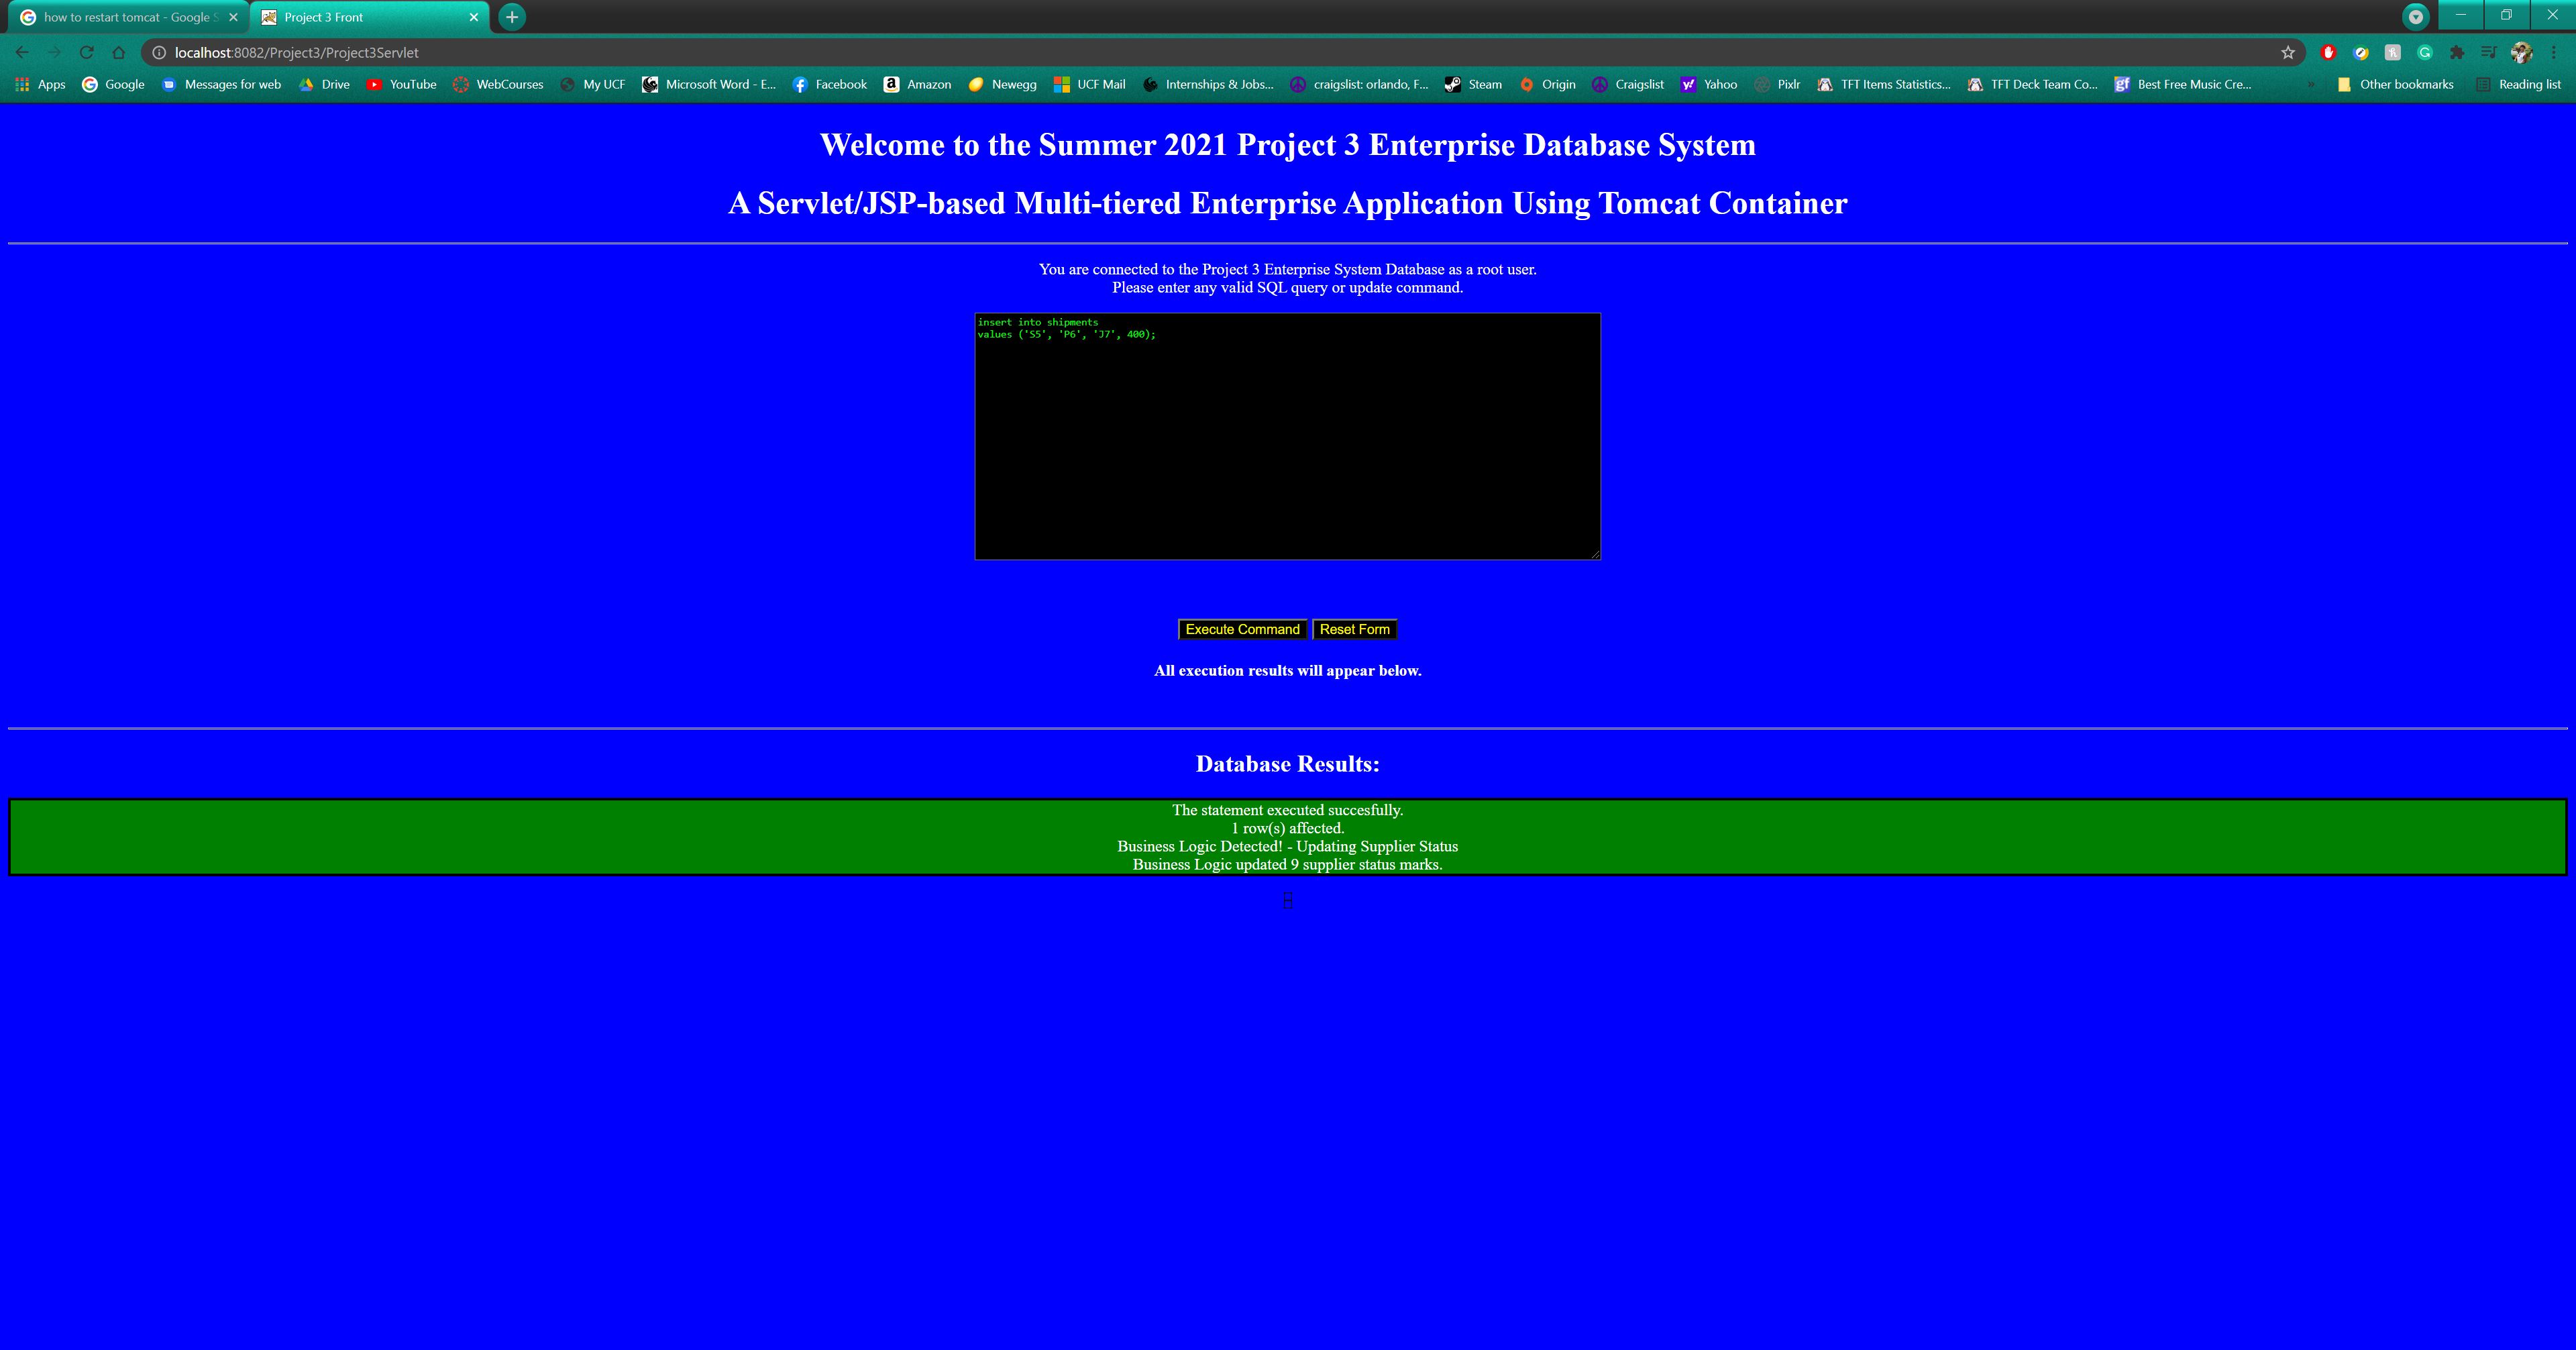 how to restart tomcat - Google S
Project 3 Front
localhost:8082/Project3/Project3Servlet
Apps Google Messages for web Drive YouTube WebCourses My UCF Microsoft Word - E... Facebook Amazon Newegg UCF Mail Internships & Jobs... craigslist: orlando, F... Steam Origin Craigslist Yahoo Pixlr TFT Items Statistics... TFT Deck Team Co... Best Free Music Cre... » Other bookmarks Reading list
Welcome to the Summer 2021 Project 3 Enterprise Database System
A Servlet/JSP-based Multi-tiered Enterprise Application Using Tomcat Container
You are connected to the Project 3 Enterprise System Database as a root user.
Please enter any valid SQL query or update command.
insert into shipments
values ('S5', 'P6', 'J7', 400);
Execute Command Reset Form
All execution results will appear below.
Database Results:
The statement executed succesfully.
1 row(s) affected.
Business Logic Detected! - Updating Supplier Status
Business Logic updated 9 supplier status marks.